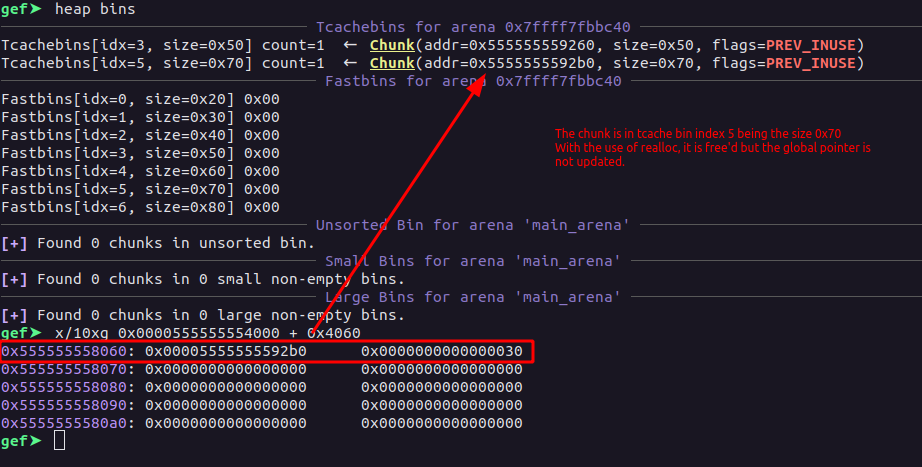 gef➤ heap bins
Tcachebins for arena 0x7ffff7fbbc40
Tcachebins[idx=3, size=0x50] count=1 ← Chunk(addr=0x555555559260, size=0x50, flags=PREV_INUSE)
Tcachebins[idx=5, size=0x70] count=1 ← Chunk(addr=0x5555555592b0, size=0x70, flags=PREV_INUSE)
Fastbins for arena 0x7ffff7fbbc40
Fastbins[idx=0, size=0x20] 0x00
Fastbins[idx=1, size=0x30] 0x00
Fastbins[idx=2, size=0x40] 0x00
Fastbins[idx=3, size=0x50] 0x00
Fastbins[idx=4, size=0x60] 0x00
Fastbins[idx=5, size=0x70] 0x00
Fastbins[idx=6, size=0x80] 0x00
The chunk is in tcache bin index 5 being the size 0x70
With the use of realloc, it is free'd but the global pointer is
not updated.
Unsorted Bin for arena 'main_arena'
[+] Found 0 chunks in unsorted bin.
Small Bins for arena 'main_arena'
[+] Found 0 chunks in 0 small non-empty bins.
Large Bins for arena 'main_arena'
[+] Found 0 chunks in 0 large non-empty bins.
gef➤ x/10xg 0x0000555555554000 + 0x4060
0x555555558060: 0x00005555555592b0 0x0000000000000030
0x555555558070: 0x0000000000000000 0x0000000000000000
0x555555558080: 0x0000000000000000 0x0000000000000000
0x555555558090: 0x0000000000000000 0x0000000000000000
0x5555555580a0: 0x0000000000000000 0x0000000000000000
gef➤